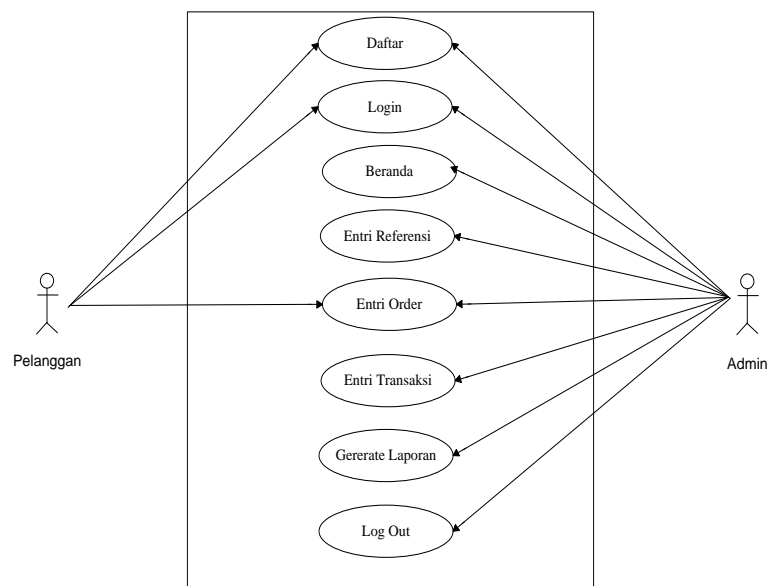 Daftar
Login
Beranda
Entri Referensi
Entri Order
Pelanggan
Admin
Entri Transaksi
Gererate Laporan
Log Out